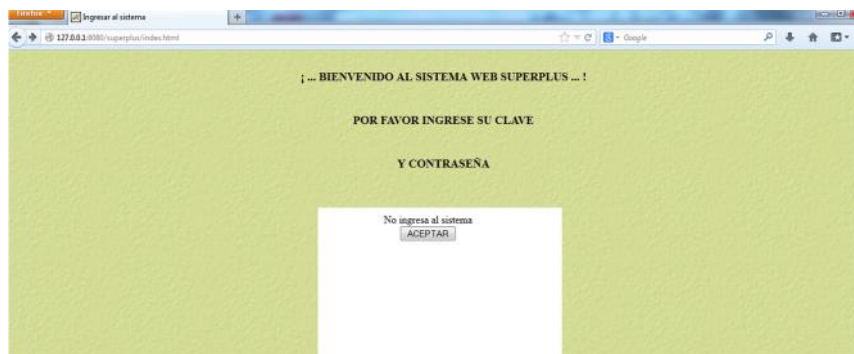 Firefox
Ingresar al sistema
127.0.0.1:8080/superplus/index.html
Google
¡ ... BIENVENIDO AL SISTEMA WEB SUPERPLUS ... !
POR FAVOR INGRESE SU CLAVE
Y CONTRASEÑA
No ingresa al sistema
ACEPTAR